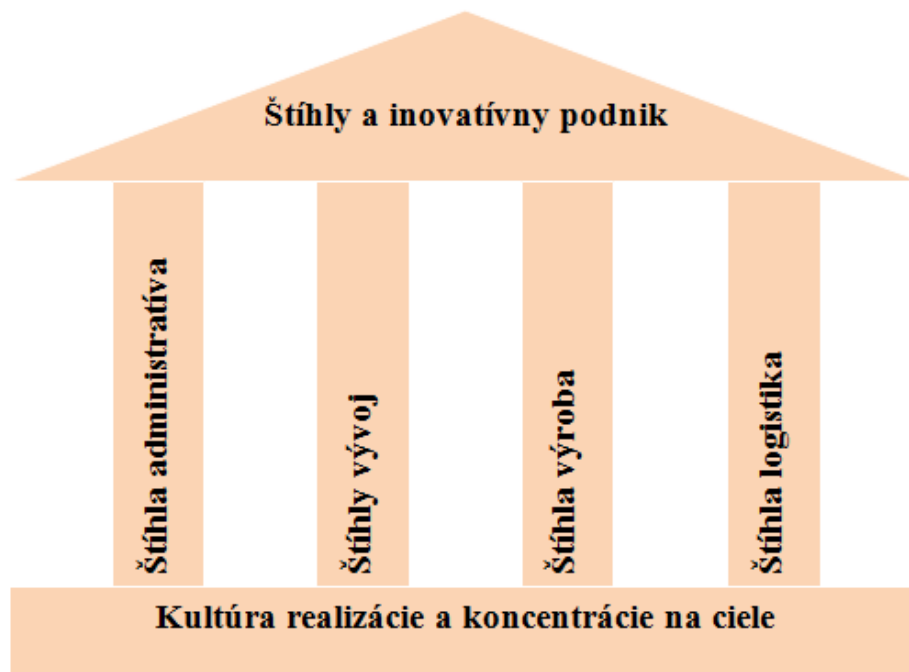 Štíhly a inovatívny podnik
Štíhla administratíva
Štíhly vývoj
Štíhla výroba
Štíhla logistika
Kultúra realizácie a koncentrácie na ciele